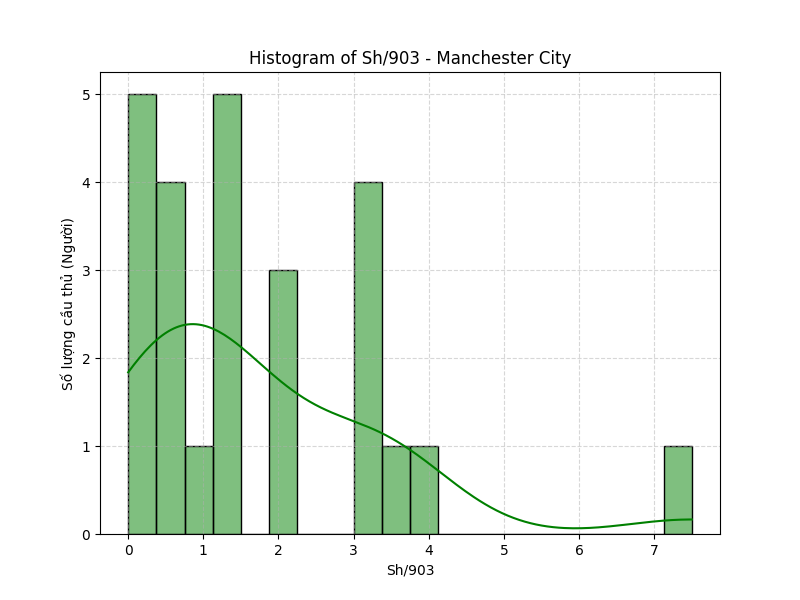 Histogram of Sh/903 - Manchester City
Số lượng cầu thủ (Người)
5
4
3
2
1
0
0 1 2 3 4 5 6 7
Sh/903